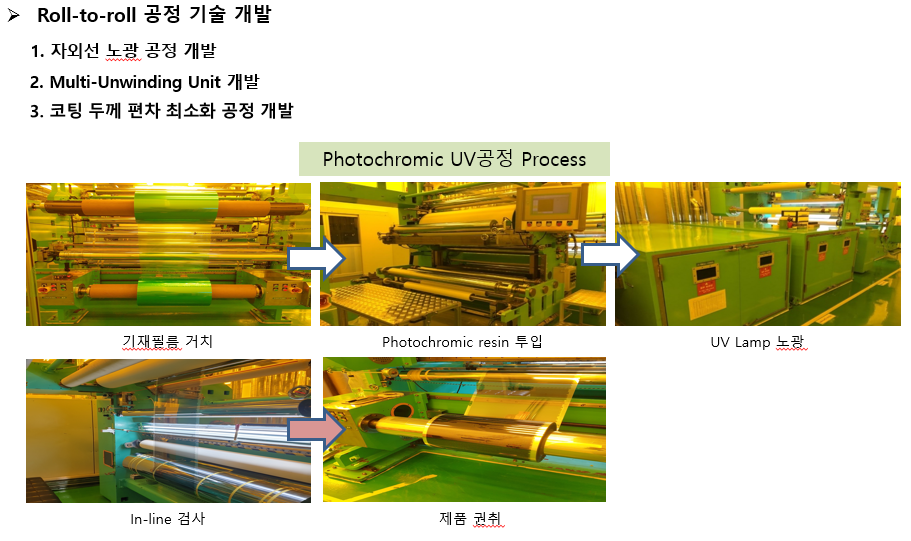 ➢ Roll-to-roll 공정 기술 개발
1. 자외선 노광 공정 개발
2. Multi-Unwinding Unit 개발
3. 코팅 두께 편차 최소화 공정 개발
Photochromic UV공정 Process
기재필름 거치
Photochromic resin 투입
UV Lamp 노광
In-line 검사
제품 권취